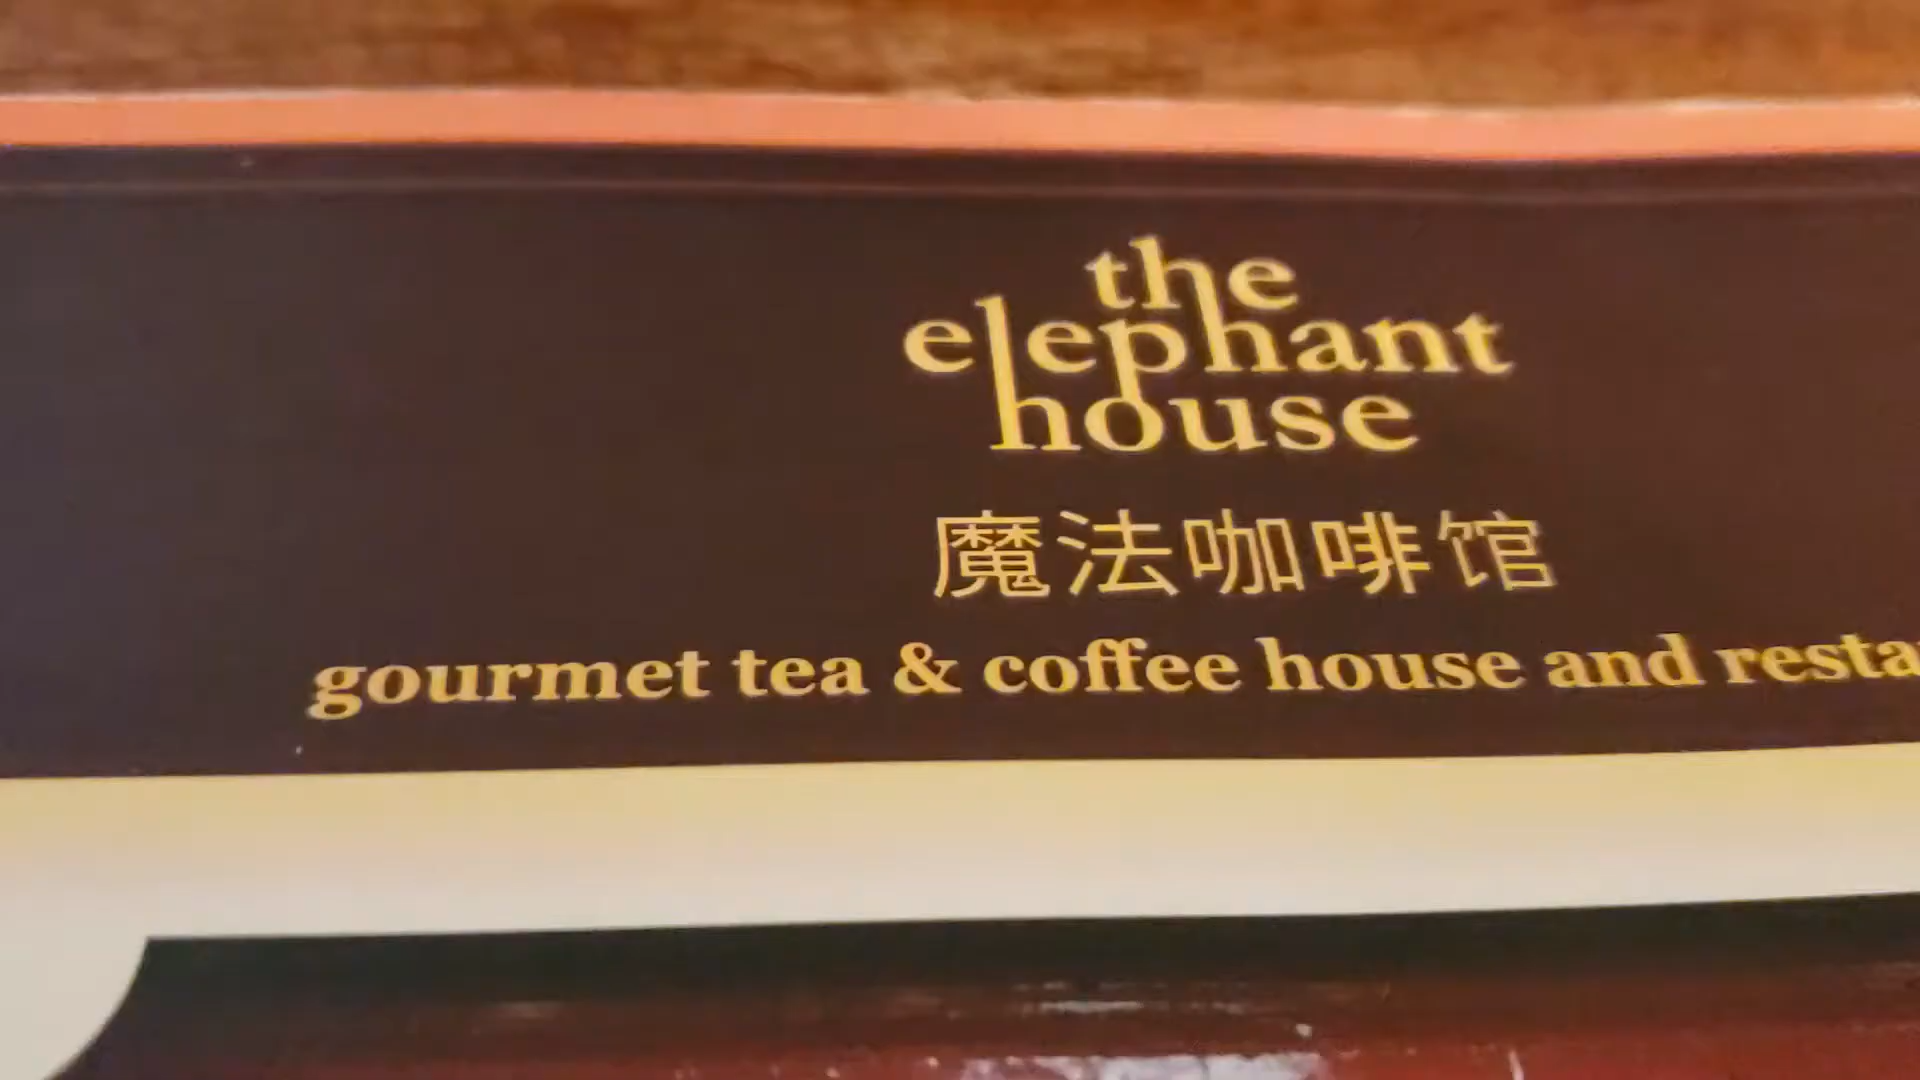 the
elephant
house
魔法咖啡馆
gourmet tea & coffee house and